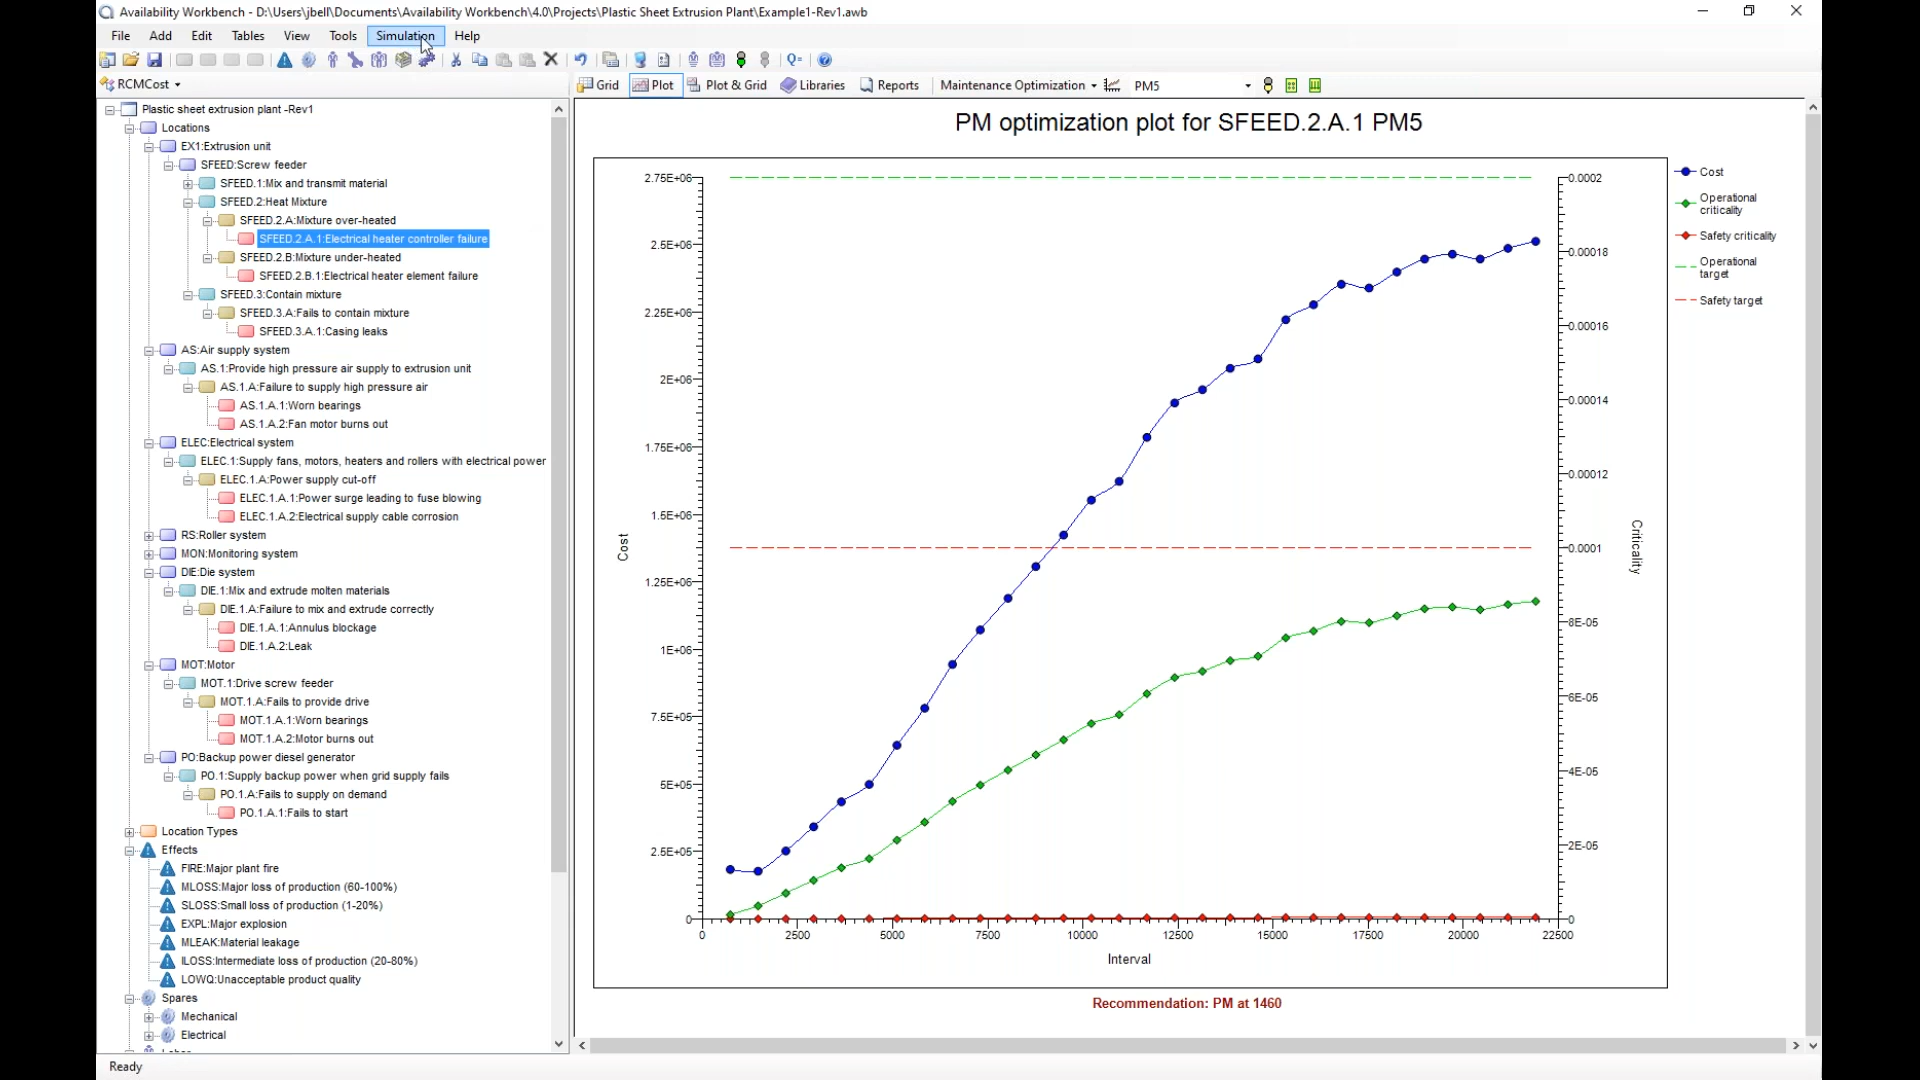 Availability Workbench - D:\Users\jbell\Documents\Availability Workbench\4.0\Projects\Plastic Sheet Extrusion Plant\Example1-Rev1.awb
File Add Edit Tables View Tools Simulation Help
RCMCost
Grid Plot Plot & Grid Libraries Reports Maintenance Optimization PM5
Plastic sheet extrusion plant -Rev1
Locations
EX1:Extrusion unit
SFEED:Screw feeder
SFEED.1:Mix and transmit material
SFEED.2:Heat Mixture
SFEED.2.A:Mixture over-heated
SFEED.2.A.1:Electrical heater controller failure
SFEED.2.B:Mixture under-heated
SFEED.2.B.1:Electrical heater element failure
SFEED.3:Contain mixture
SFEED.3.A:Fails to contain mixture
SFEED.3.A.1:Casing leaks
AS:Air supply system
AS.1:Provide high pressure air supply to extrusion unit
AS.1.A:Failure to supply high pressure air
AS.1.A.1:Worn bearings
AS.1.A.2:Fan motor burns out
ELEC:Electrical system
ELEC.1:Supply fans, motors, heaters and rollers with electrical power
ELEC.1.A:Power supply cut-off
ELEC.1.A.1:Power surge leading to fuse blowing
ELEC.1.A.2:Electrical supply cable corrosion
RS:Roller system
MON:Monitoring system
DIE:Die system
DIE.1:Mix and extrude molten materials
DIE.1.A:Failure to mix and extrude correctly
DIE.1.A.1:Annulus blockage
DIE.1.A.2:Leak
MOT:Motor
MOT.1:Drive screw feeder
MOT.1.A:Fails to provide drive
MOT.1.A.1:Worn bearings
MOT.1.A.2:Motor burns out
PO:Backup power diesel generator
PO.1:Supply backup power when grid supply fails
PO.1.A:Fails to supply on demand
PO.1.A.1:Fails to start
Location Types
Effects
FIRE:Major plant fire
MLOSS:Major loss of production (60-100%)
SLOSS:Small loss of production (1-20%)
EXPL:Major explosion
MLEAK:Material leakage
ILOSS:Intermediate loss of production (20-80%)
LOWQ:Unacceptable product quality
Spares
Mechanical
Electrical
PM optimization plot for SFEED.2.A.1 PM5
2.75E+06
2.5E+06
2.25E+06
2E+06
1.75E+06
1.5E+06
1.25E+06
1E+06
7.5E+05
5E+05
2.5E+05
0
Cost
0 2500 5000 7500 10000 12500 15000 17500 20000 22500
Interval
0.0002
0.00018
0.00016
0.00014
0.00012
0.0001
8E-05
6E-05
4E-05
2E-05
0
Criticality
Cost
Operational
criticality
Safety criticality
Operational
target
Safety target
Recommendation: PM at 1460
Ready